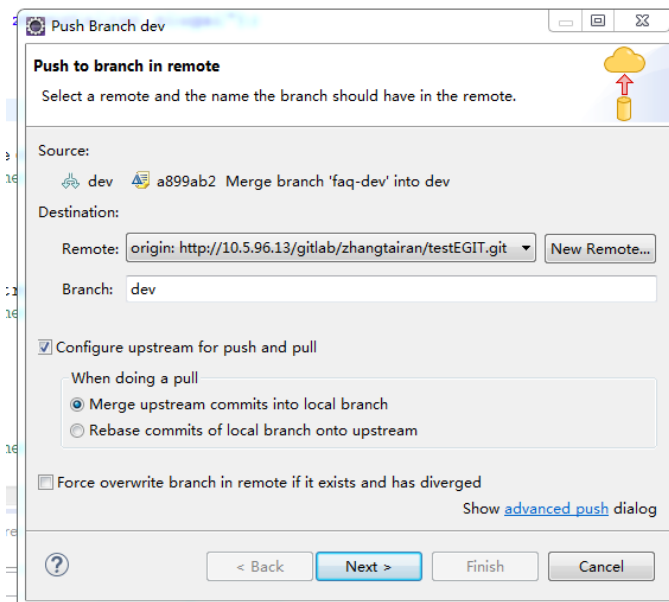 Push Branch dev
Push to branch in remote
Select a remote and the name the branch should have in the remote.
Source:
dev a899ab2 Merge branch 'faq-dev' into dev
Destination:
Remote: origin: http://10.5.96.13/gitlab/zhangtairan/testEGIT.git New Remote...
Branch: dev
Configure upstream for push and pull
When doing a pull
Merge upstream commits into local branch
Rebase commits of local branch onto upstream
Force overwrite branch in remote if it exists and has diverged
Show advanced push dialog
? < Back Next > Finish Cancel